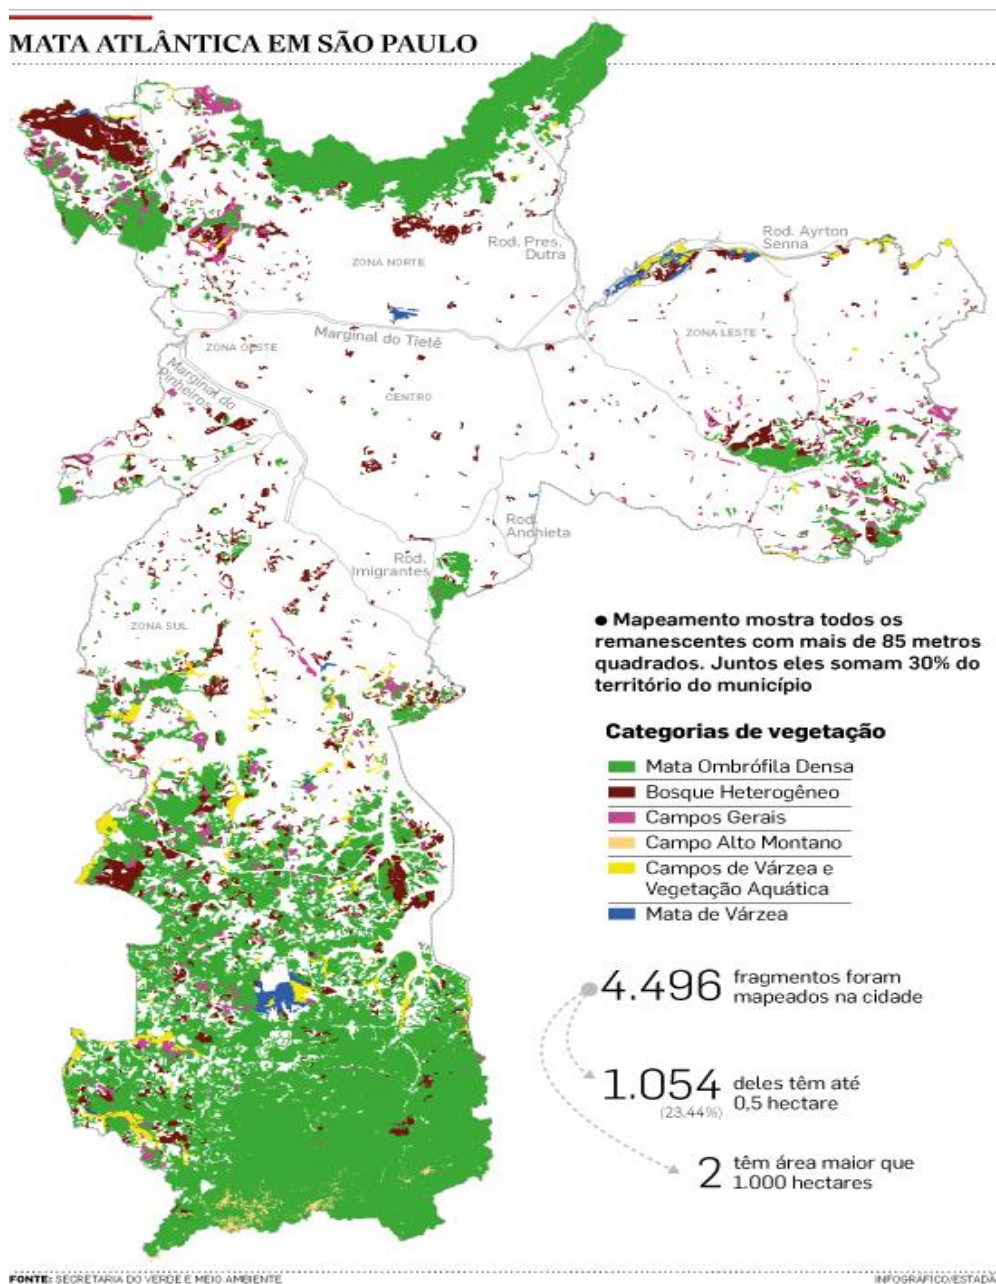 MATA ATLÂNTICA EM SÃO PAULO
Rod. Pres.
Dutra
Rod. Ayrton
Senna
ZONA NORTE
Marginal do Tietê
ZONA LESTE
ZONA OESTE
Marginal do
Pinheiros
CENTRO
Rod.
Anchieta
Rod.
Imigrantes
ZONA SUL
● Mapeamento mostra todos os
remanescentes com mais de 85 metros
quadrados. Juntos eles somam 30% do
território do município
Categorias de vegetação
Mata Ombrófila Densa
Bosque Heterogêneo
Campos Gerais
Campo Alto Montano
Campos de Várzea e
Vegetação Aquática
Mata de Várzea
4.496 fragmentos foram
mapeados na cidade
1.054 deles têm até
(23,44%) 0,5 hectare
2 têm área maior que
1.000 hectares
FONTE: SECRETARIA DO VERDE E MEIO AMBIENTE
INFOGRÁFICO/ESTADÃO